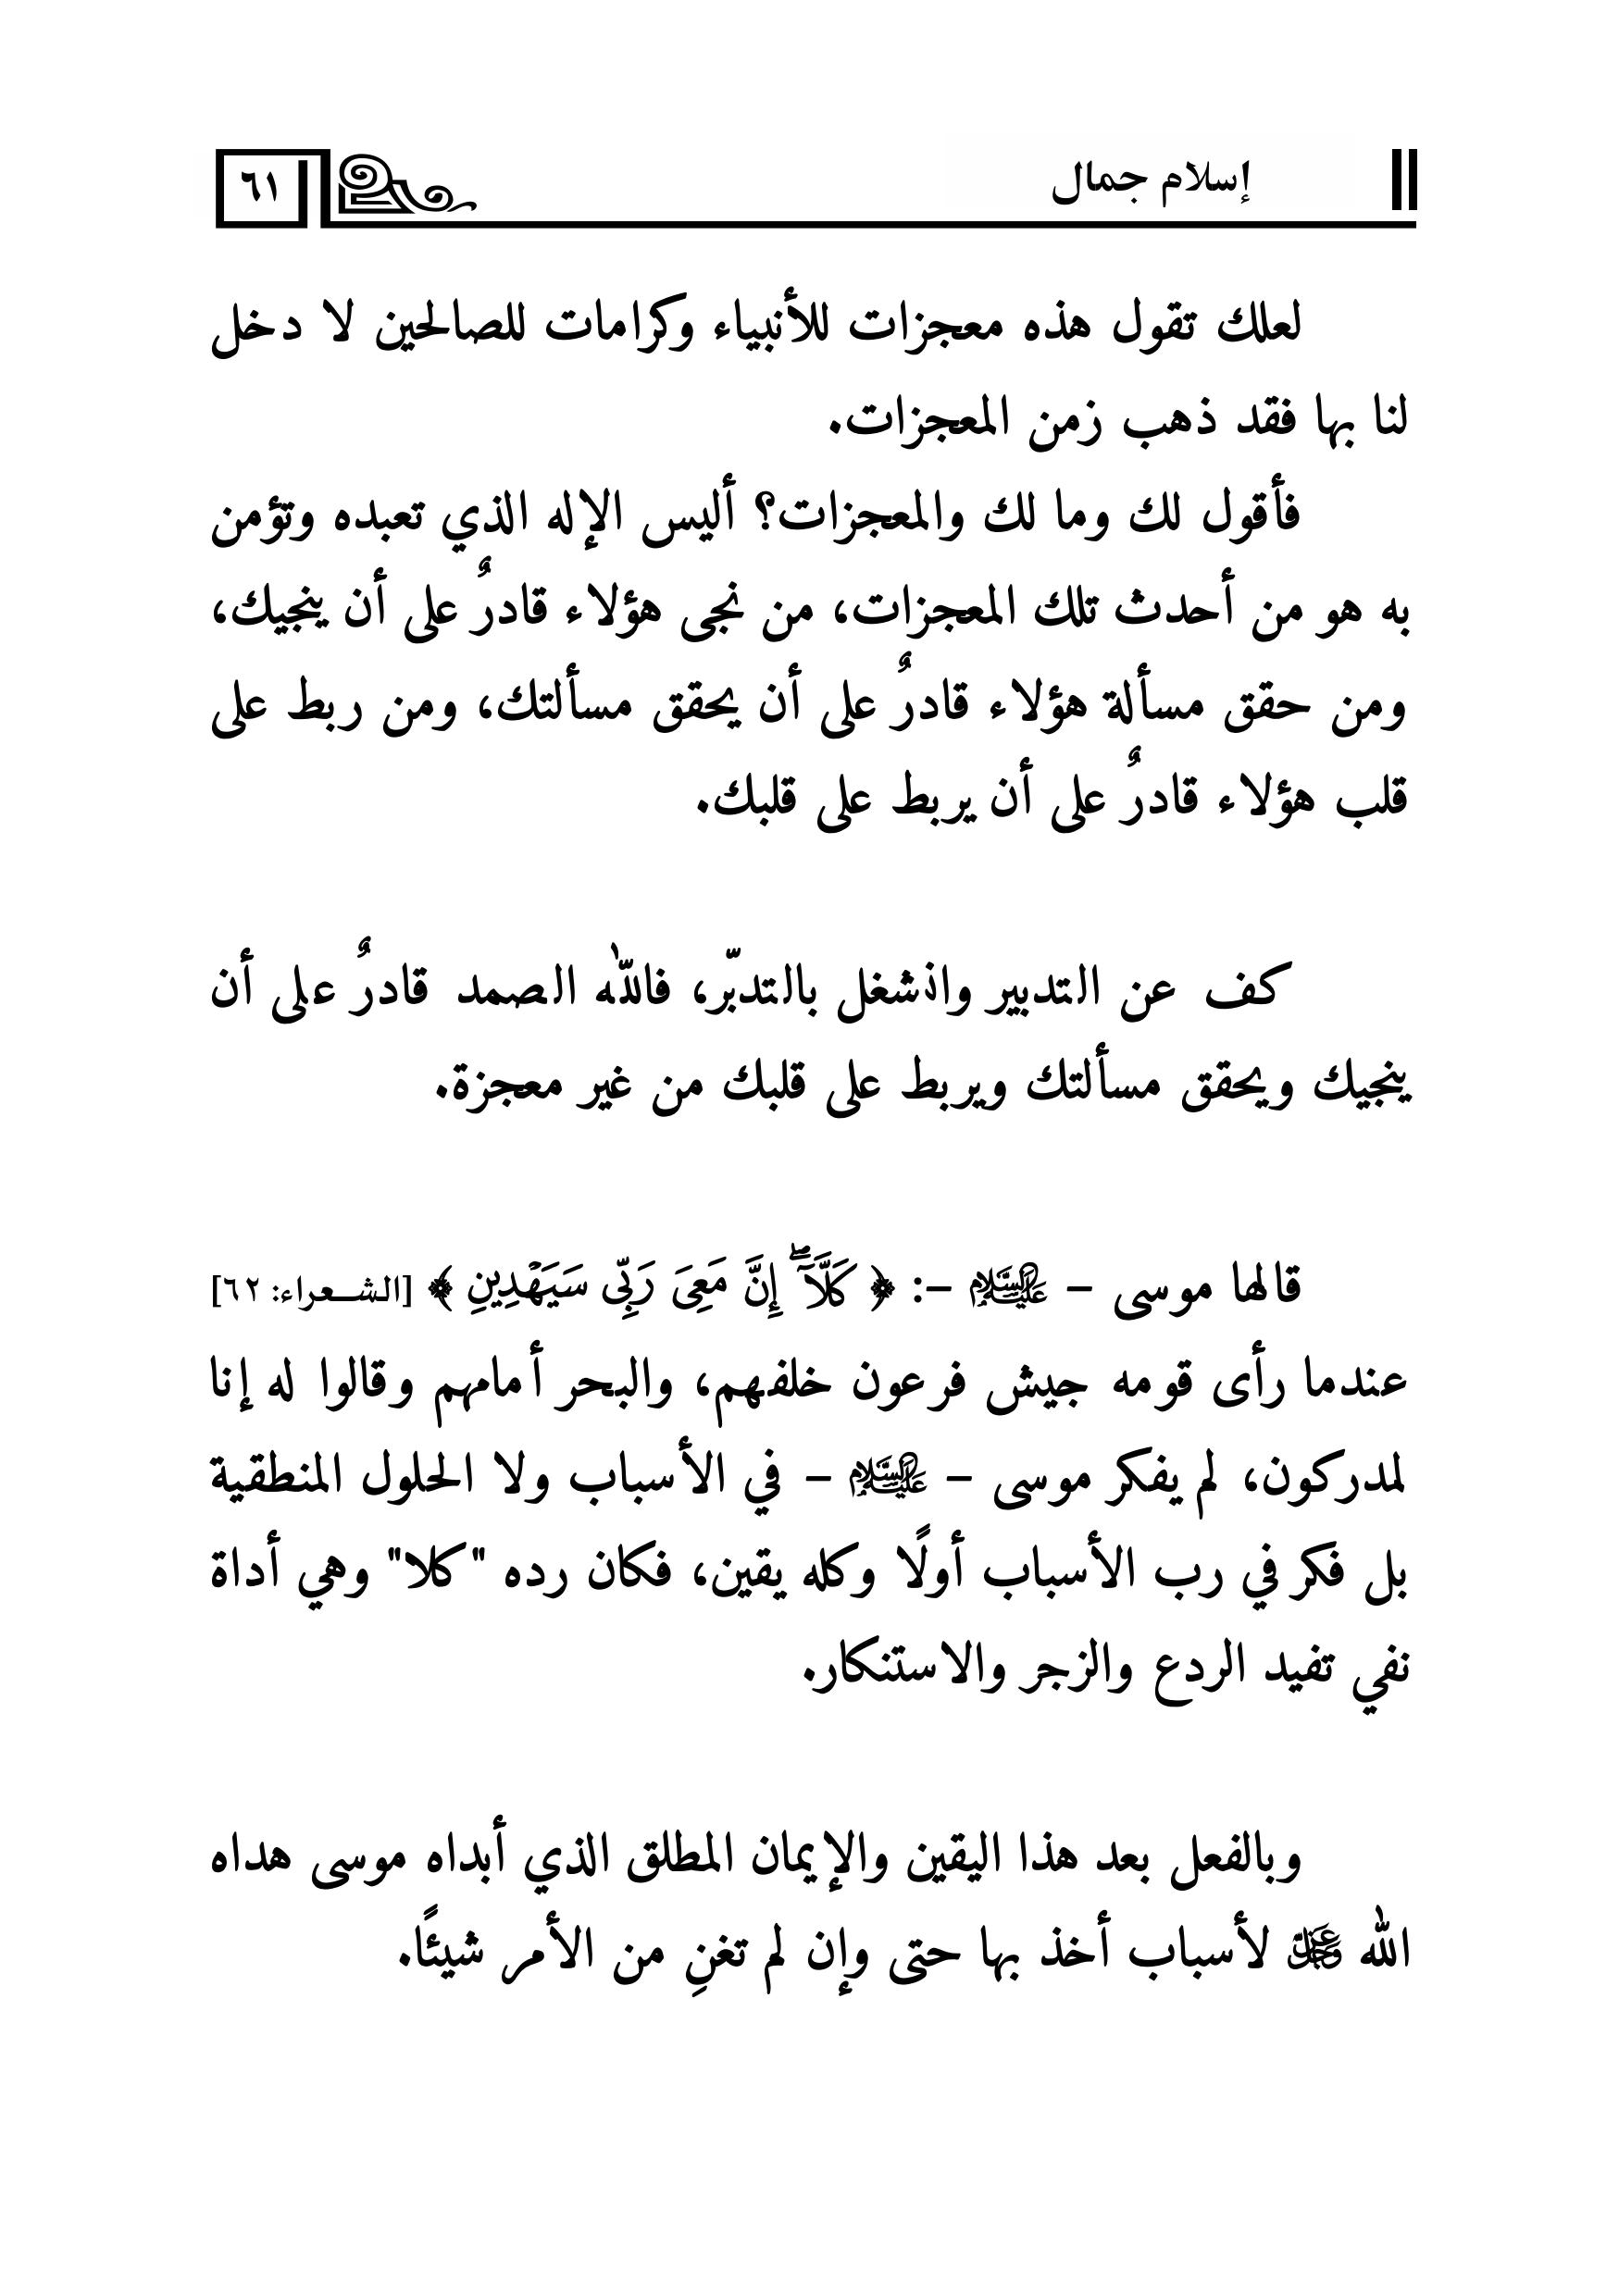 إسلام جمال
٦١
لعلك تقول هذه معجزات للأنبياء وكرامات للصالحين لا دخل
لنا بها فقد ذهب زمن المعجزات.
فأقول لك وما لك والمعجزات؟ أليس الإله الذي تعبده وتؤمن
به هو من أحدث تلك المعجزات، من نجى هؤلاء قادرٌ على أن ينجيك،
ومن حقق مسألة هؤلاء قادرٌ على أن يحقق مسألتك، ومن ربط على
قلب هؤلاء قادرٌ على أن يربط على قلبك.
كف عن التدبير وانشغل بالتدبّر، فالله الصمد قادرٌ على أن
ينجيك ويحقق مسألتك ويربط على قلبك من غير معجزة.
قالها موسى – عَلَيْهِ السَّلَام –: ﴿ كَلَّآۖ إِنَّ مَعِىَ رَبِّى سَيَهْدِينِ ﴾ [الشعراء: ٦٢]
عندما رأى قومه جيش فرعون خلفهم، والبحر أمامهم وقالوا له إنا
لمدركون، لم يفكر موسى – عَلَيْهِ السَّلَام – في الأسباب ولا الحلول المنطقية
بل فكر في رب الأسباب أولًا وكله يقين، فكان رده "كلا" وهي أداة
نفي تفيد الردع والزجر والاستنكار.
وبالفعل بعد هذا اليقين والإيمان المطلق الذي أبداه موسى هداه
الله عَزَّ وَجَلَّ لأسباب أخذ بها حتى وإن لم تغنِ من الأمر شيئًا.